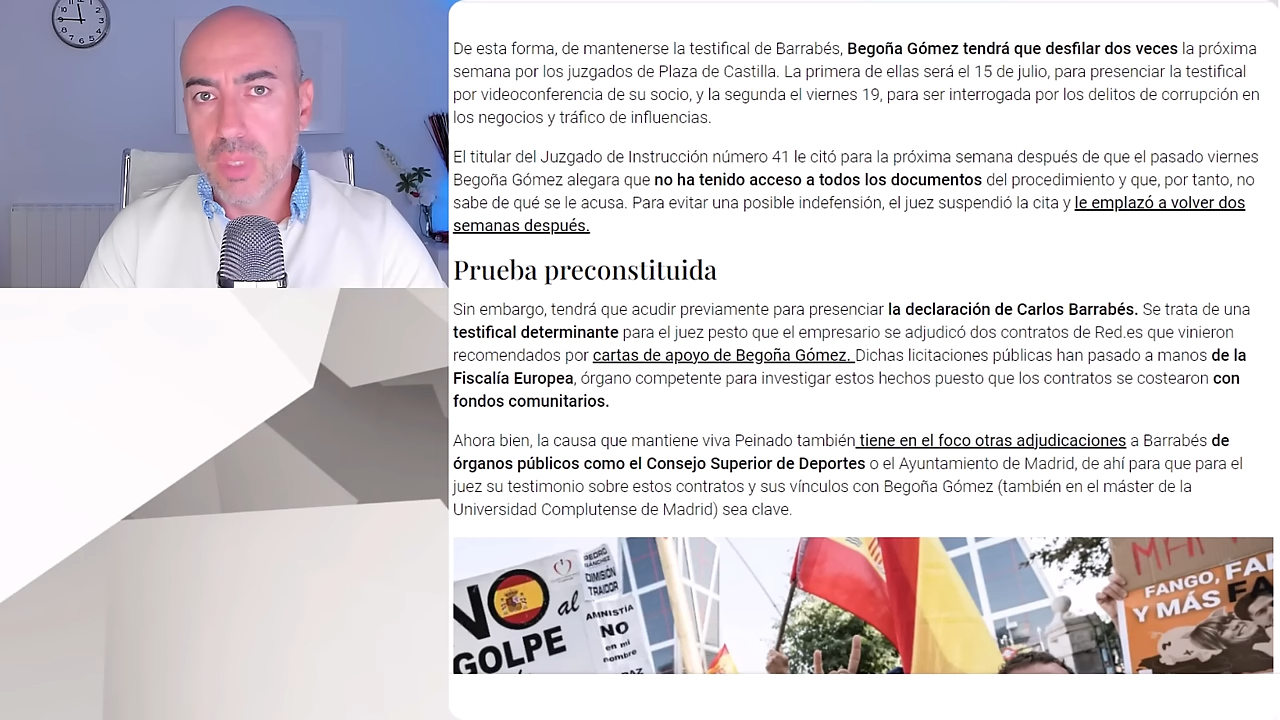 De esta forma, de mantenerse la testifical de Barrabés, Begoña Gómez tendrá que desfilar dos veces la próxima
semana por los juzgados de Plaza de Castilla. La primera de ellas será el 15 de julio, para presenciar la testifical
por videoconferencia de su socio, y la segunda el viernes 19, para ser interrogada por los delitos de corrupción en
los negocios y tráfico de influencias.
El titular del Juzgado de Instrucción número 41 le citó para la próxima semana después de que el pasado viernes
Begoña Gómez alegara que no ha tenido acceso a todos los documentos del procedimiento y que, por tanto, no
sabe de qué se le acusa. Para evitar una posible indefensión, el juez suspendió la cita y le emplazó a volver dos
semanas después.
Prueba preconstituida
Sin embargo, tendrá que acudir previamente para presenciar la declaración de Carlos Barrabés. Se trata de una
testifical determinante para el juez pesto que el empresario se adjudicó dos contratos de Red.es que vinieron
recomendados por cartas de apoyo de Begoña Gómez. Dichas licitaciones públicas han pasado a manos de la
Fiscalía Europea, órgano competente para investigar estos hechos puesto que los contratos se costearon con
fondos comunitarios.
Ahora bien, la causa que mantiene viva Peinado también tiene en el foco otras adjudicaciones a Barrabés de
órganos públicos como el Consejo Superior de Deportes o el Ayuntamiento de Madrid, de ahí para que para el
juez su testimonio sobre estos contratos y sus vínculos con Begoña Gómez (también en el máster de la
Universidad Complutense de Madrid) sea clave.
NO
al
GOLPE
PEDRO
SÁNCHEZ
DIMISIÓN
TRAIDOR
AMNISTÍA
NO
en mi
nombre
FANGO,
Y MÁS